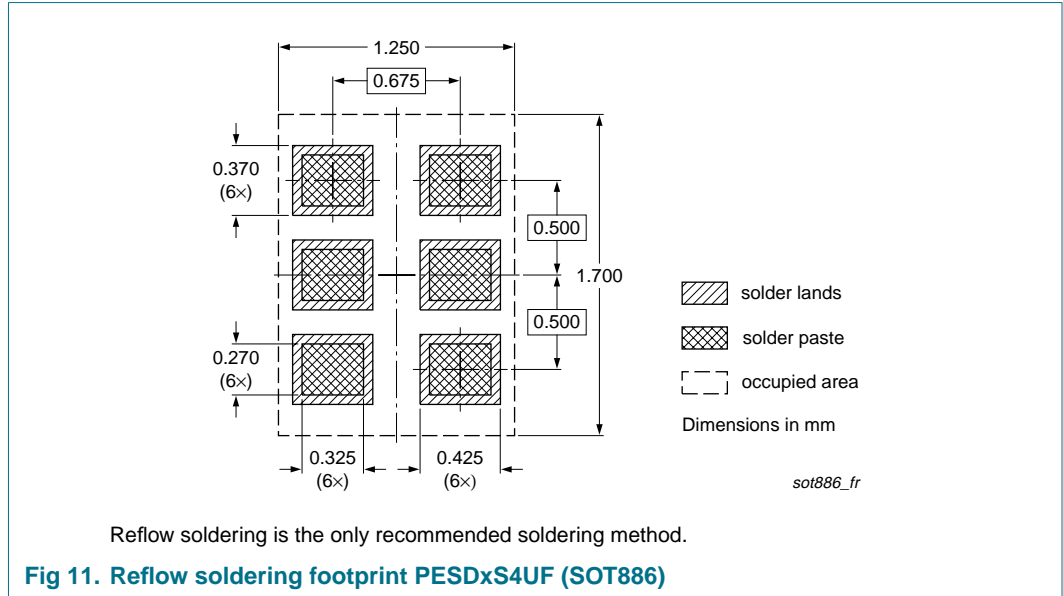 1.250
0.675
0.370
(6×)
0.500
1.700
solder lands
0.500
solder paste
0.270
(6×)
occupied area
Dimensions in mm
0.325
(6×)
0.425
(6×)
sot886_fr
Reflow soldering is the only recommended soldering method.
Fig 11. Reflow soldering footprint PESDxS4UF (SOT886)